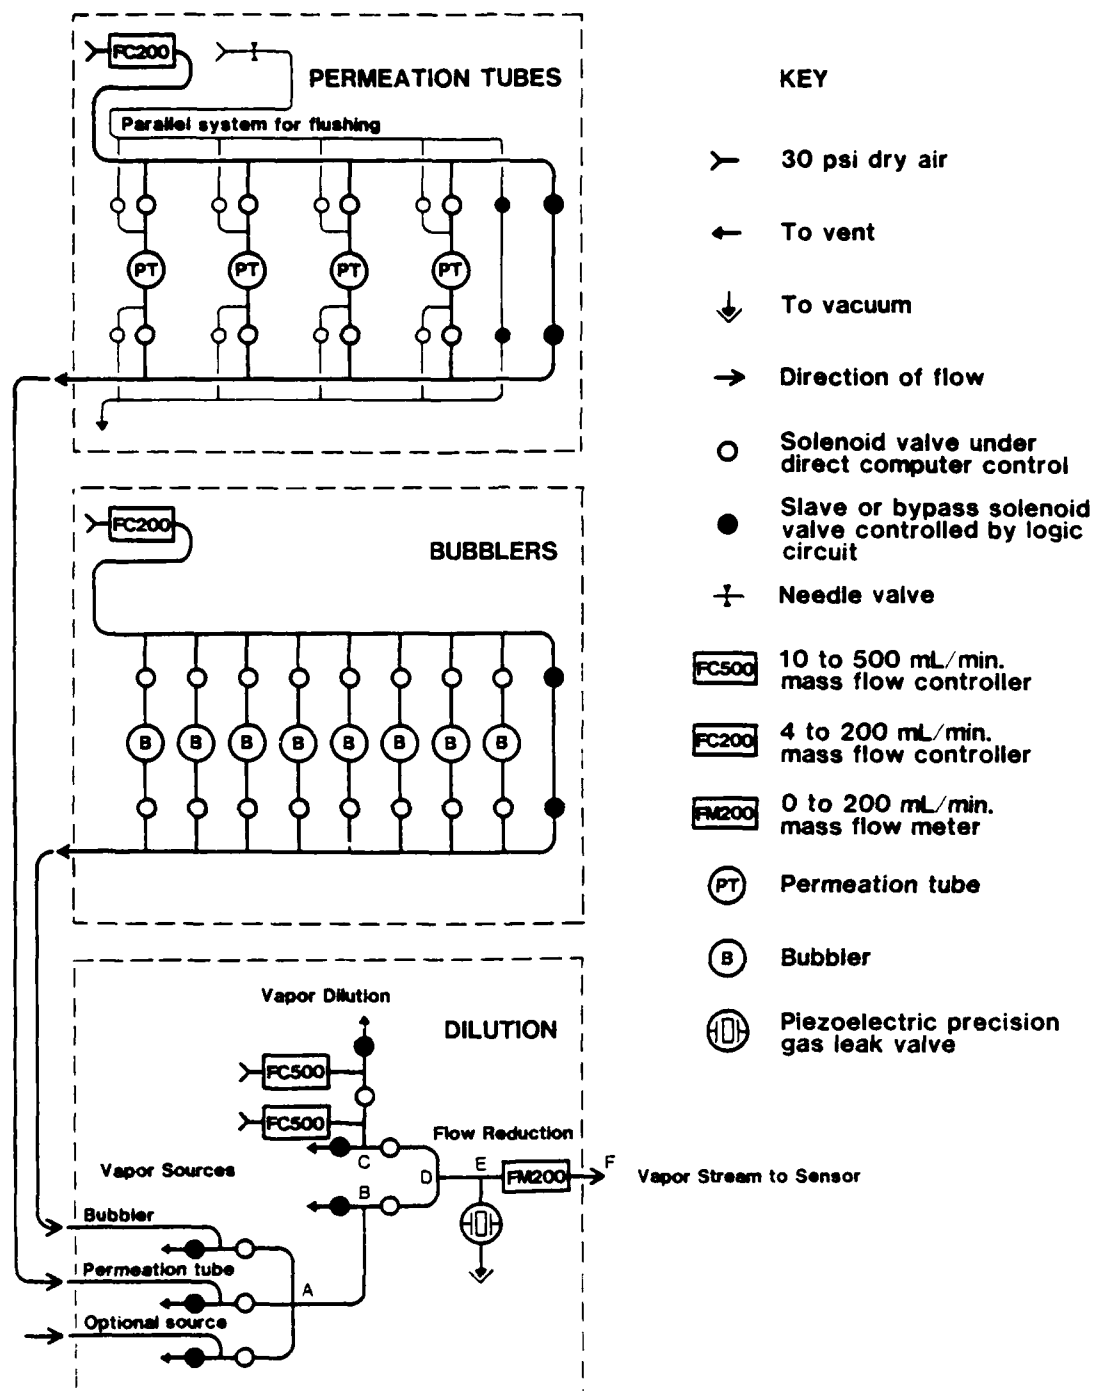 FC200
PERMEATION TUBES
Parallel system for flushing
PT PT PT PT
FC200
BUBBLERS
B B B B B B B B
Vapor Dilution
DILUTION
FC500
FC500
Flow Reduction
C
D
E
FM200
F
Vapor Stream to Sensor
Vapor Sources
B
Bubbler
Permeation tube
A
Optional source
KEY
30 psi dry air
To vent
To vacuum
Direction of flow
Solenoid valve under
direct computer control
Slave or bypass solenoid
valve controlled by logic
circuit
Needle valve
FC500
10 to 500 mL/min.
mass flow controller
FC200
4 to 200 mL/min.
mass flow controller
FM200
0 to 200 mL/min.
mass flow meter
PT
Permeation tube
B
Bubbler
Piezoelectric precision
gas leak valve